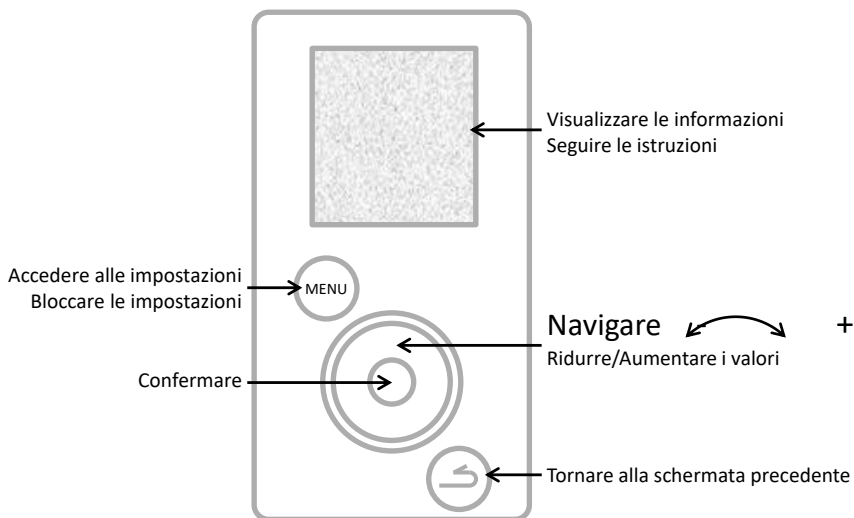 Visualizzare le informazioni
Seguire le istruzioni
Accedere alle impostazioni
Bloccare le impostazioni
MENU
Navigare - +
Ridurre/Aumentare i valori
Confermare
Tornare alla schermata precedente